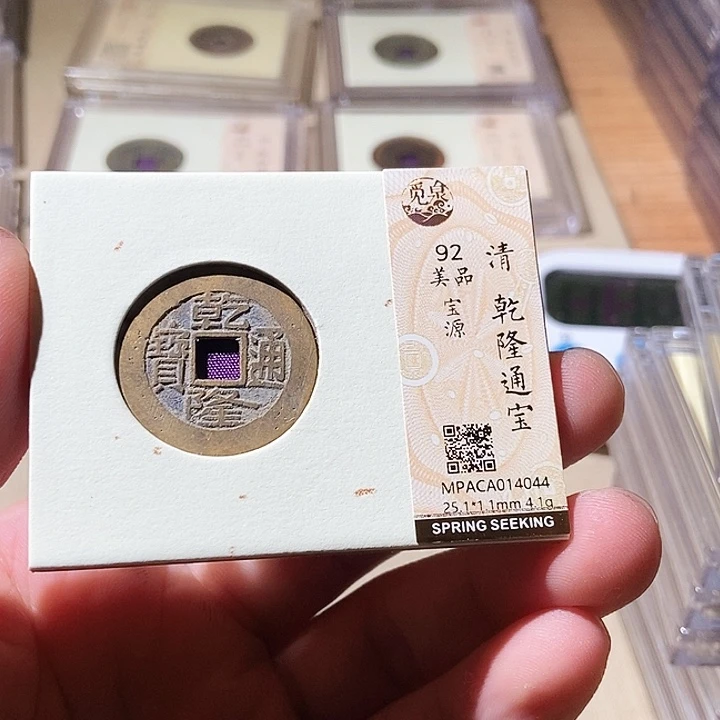 乾
隆
通
寶
觅泉
92
美品
宝源
清
乾隆通宝
MPACA014044
25.1*1.1mm 4.1g
SPRING SEEKING